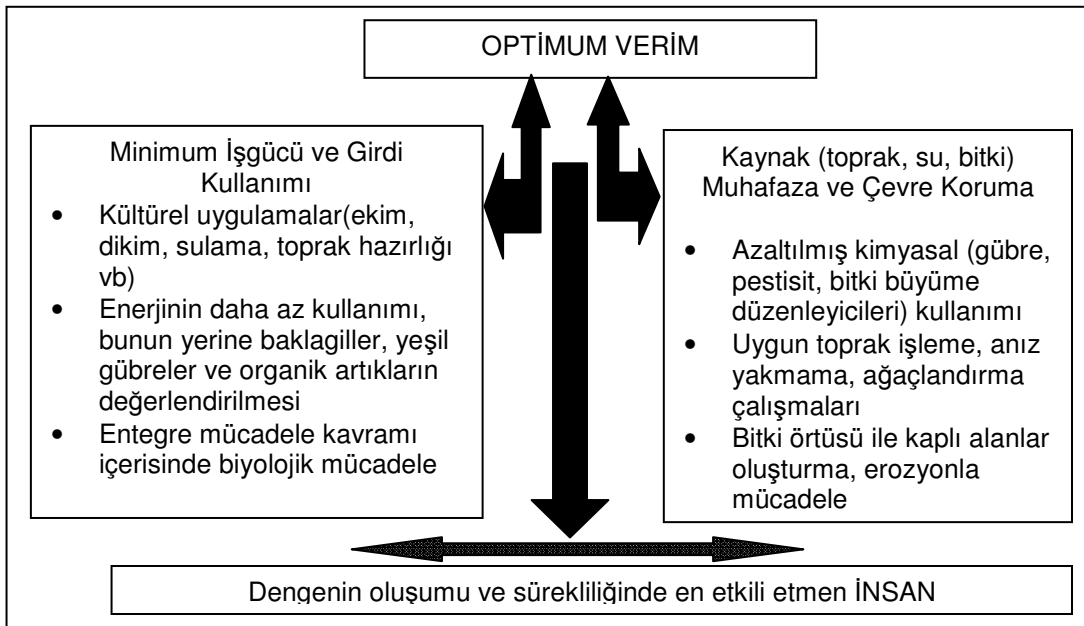 OPTİMUM VERİM
Minimum İşgücü ve Girdi
Kullanımı
• Kültürel uygulamalar(ekim,
dikim, sulama, toprak hazırlığı
vb)
• Enerjinin daha az kullanımı,
bunun yerine baklagiller, yeşil
gübreler ve organik artıkların
değerlendirilmesi
• Entegre mücadele kavramı
içerisinde biyolojik mücadele
Kaynak (toprak, su, bitki)
Muhafaza ve Çevre Koruma
• Azaltılmış kimyasal (gübre,
pestisit, bitki büyüme
düzenleyicileri) kullanımı
• Uygun toprak işleme, anız
yakmama, ağaçlandırma
çalışmaları
• Bitki örtüsü ile kaplı alanlar
oluşturma, erozyonla
mücadele
Dengenin oluşumu ve sürekliliğinde en etkili etmen İNSAN